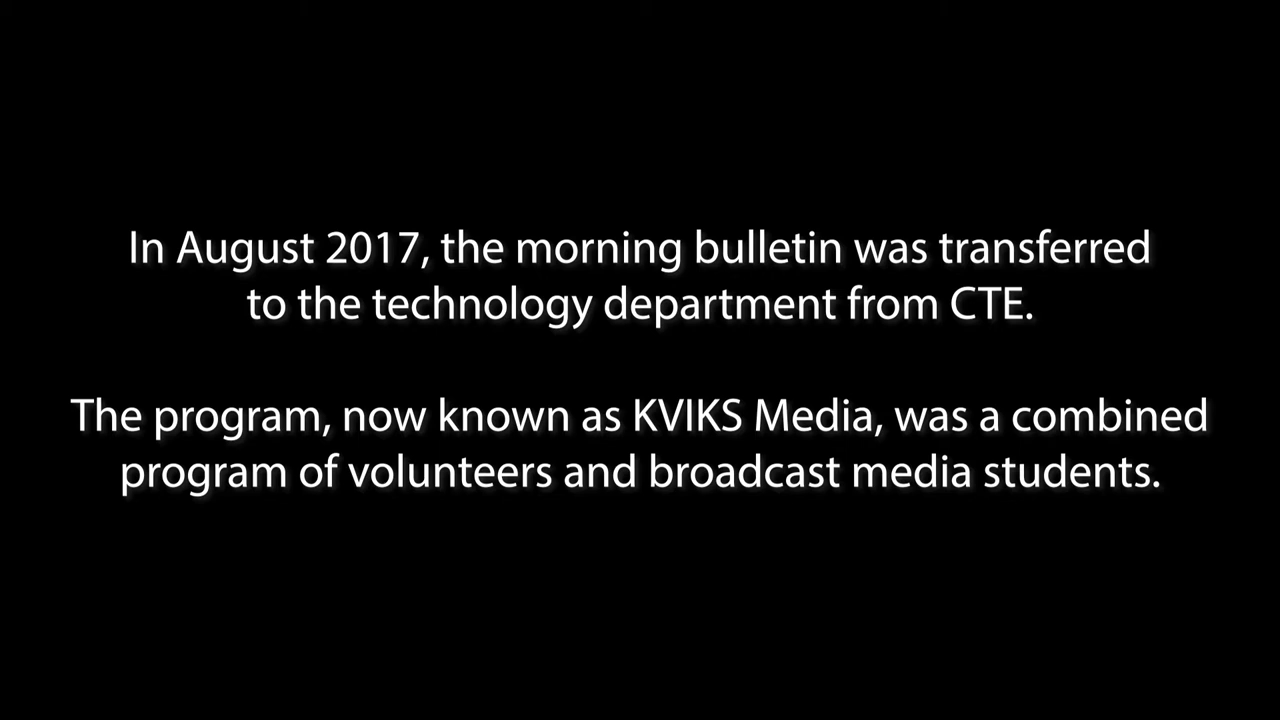 In August 2017, the morning bulletin was transferred
to the technology department from CTE.
The program, now known as KVIKS Media, was a combined
program of volunteers and broadcast media students.